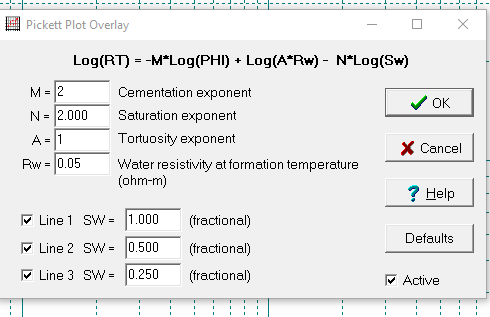 Pickett Plot Overlay
Log(RT) = -M*Log(PHI) + Log(A*Rw) - N*Log(Sw)
M = 2 Cementation exponent
N = 2.000 Saturation exponent
A = 1 Tortuosity exponent
Rw = 0.05 Water resistivity at formation temperature
(ohm-m)
Line 1 SW = 1.000 (fractional)
Line 2 SW = 0.500 (fractional)
Line 3 SW = 0.250 (fractional)
OK
Cancel
Help
Defaults
Active